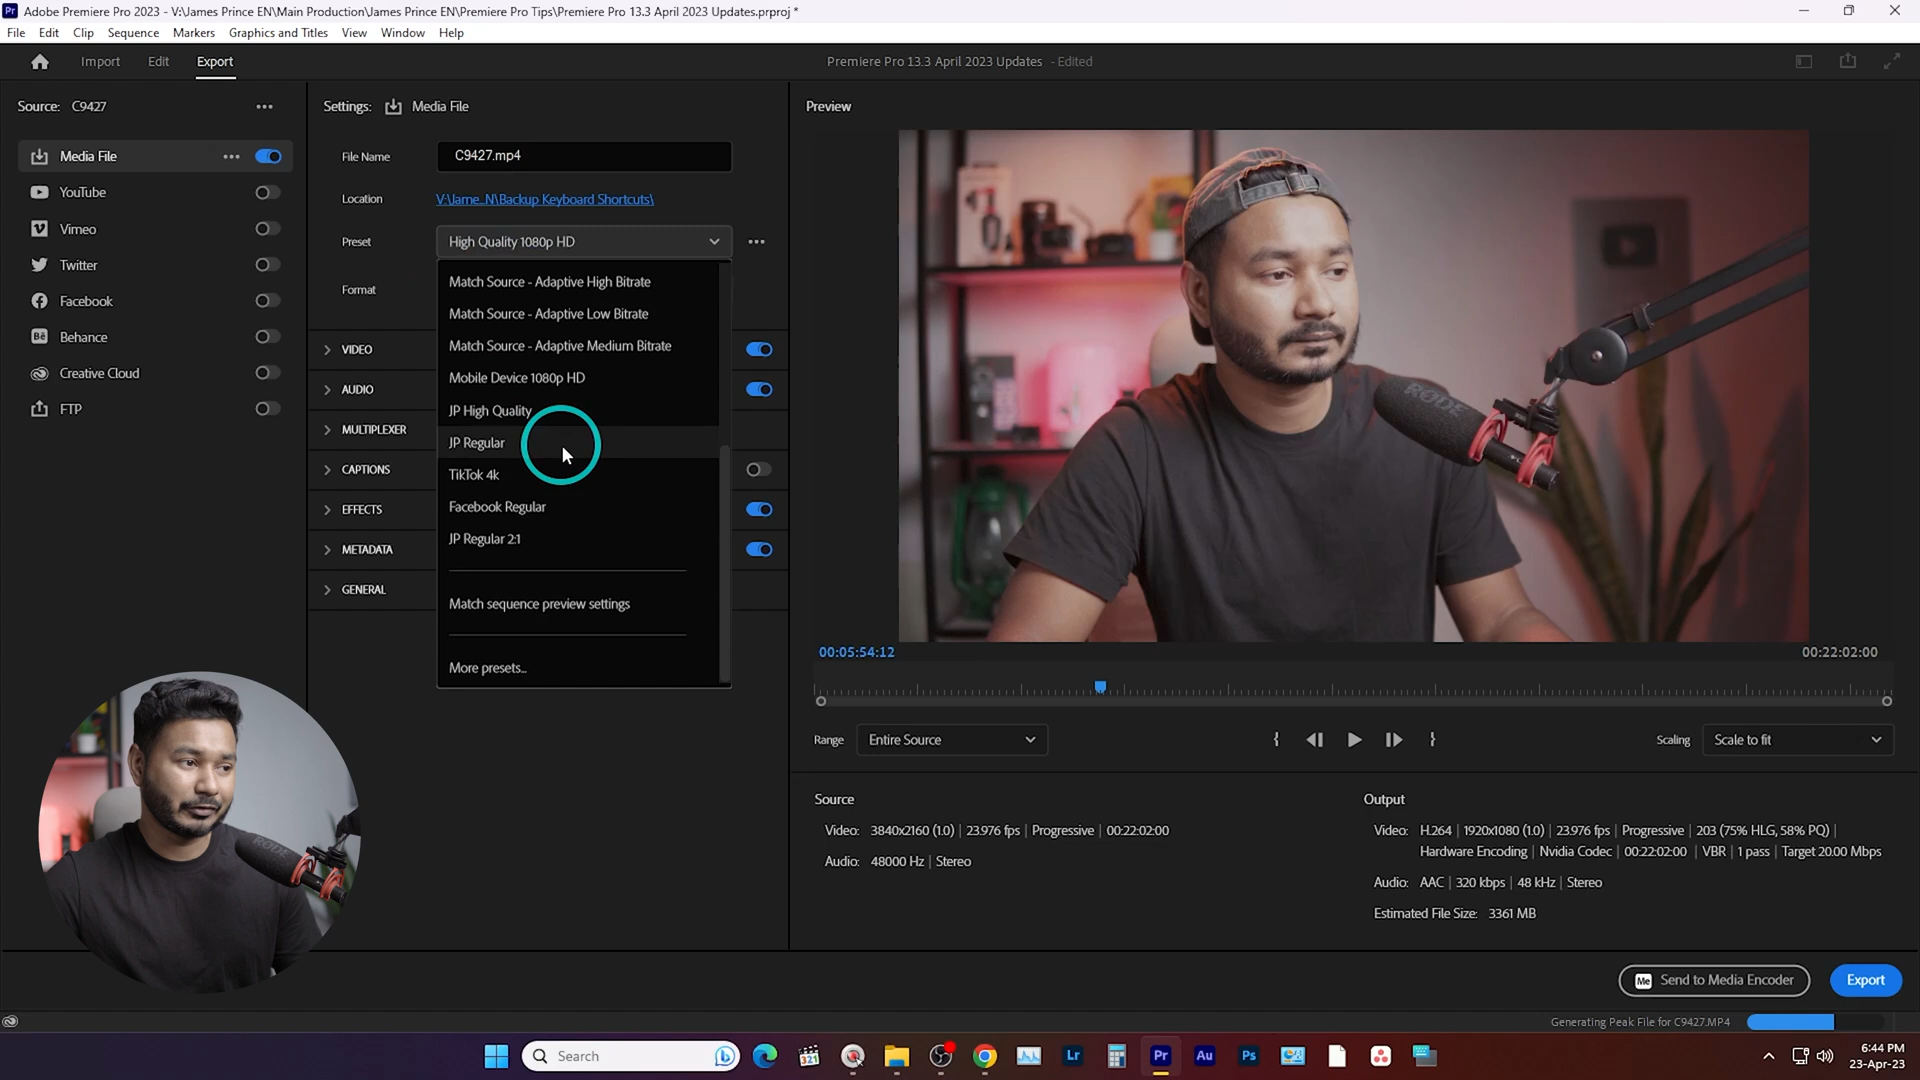 Pr Adobe Premiere Pro 2023 - V:\James Prince EN\Main Production\James Prince EN\Premiere Pro Tips\Premiere Pro 13.3 April 2023 Updates.prproj *
File Edit Clip Sequence Markers Graphics and Titles View Window Help
Import Edit Export
Premiere Pro 13.3 April 2023 Updates - Edited
Source: C9427
Settings: Media File
Preview
Media File
YouTube
Vimeo
Twitter
Facebook
Behance
Creative Cloud
FTP
File Name C9427.mp4
Location V:\Jame..N\Backup Keyboard Shortcuts\
Preset High Quality 1080p HD
Format
Match Source - Adaptive High Bitrate
Match Source - Adaptive Low Bitrate
Match Source - Adaptive Medium Bitrate
Mobile Device 1080p HD
JP High Quality
JP Regular
TikTok 4k
Facebook Regular
JP Regular 2:1
Match sequence preview settings
More presets...
VIDEO
AUDIO
MULTIPLEXER
CAPTIONS
EFFECTS
METADATA
GENERAL
RODE
RODE
00:05:54:12
00:22:02:00
Range Entire Source
Scaling Scale to fit
Source
Video: 3840x2160 (1.0) | 23.976 fps | Progressive | 00:22:02:00
Audio: 48000 Hz | Stereo
Output
Video: H.264 | 1920x1080 (1.0) | 23.976 fps | Progressive | 203 (75% HLG, 58% PQ) |
Hardware Encoding | Nvidia Codec | 00:22:02:00 | VBR | 1 pass | Target 20.00 Mbps
Audio: AAC | 320 kbps | 48 kHz | Stereo
Estimated File Size: 3361 MB
Me Send to Media Encoder
Export
Generating Peak File for C9427.MP4
Search
321
Lr
Pr
Au
Ps
6:44 PM
23-Apr-23